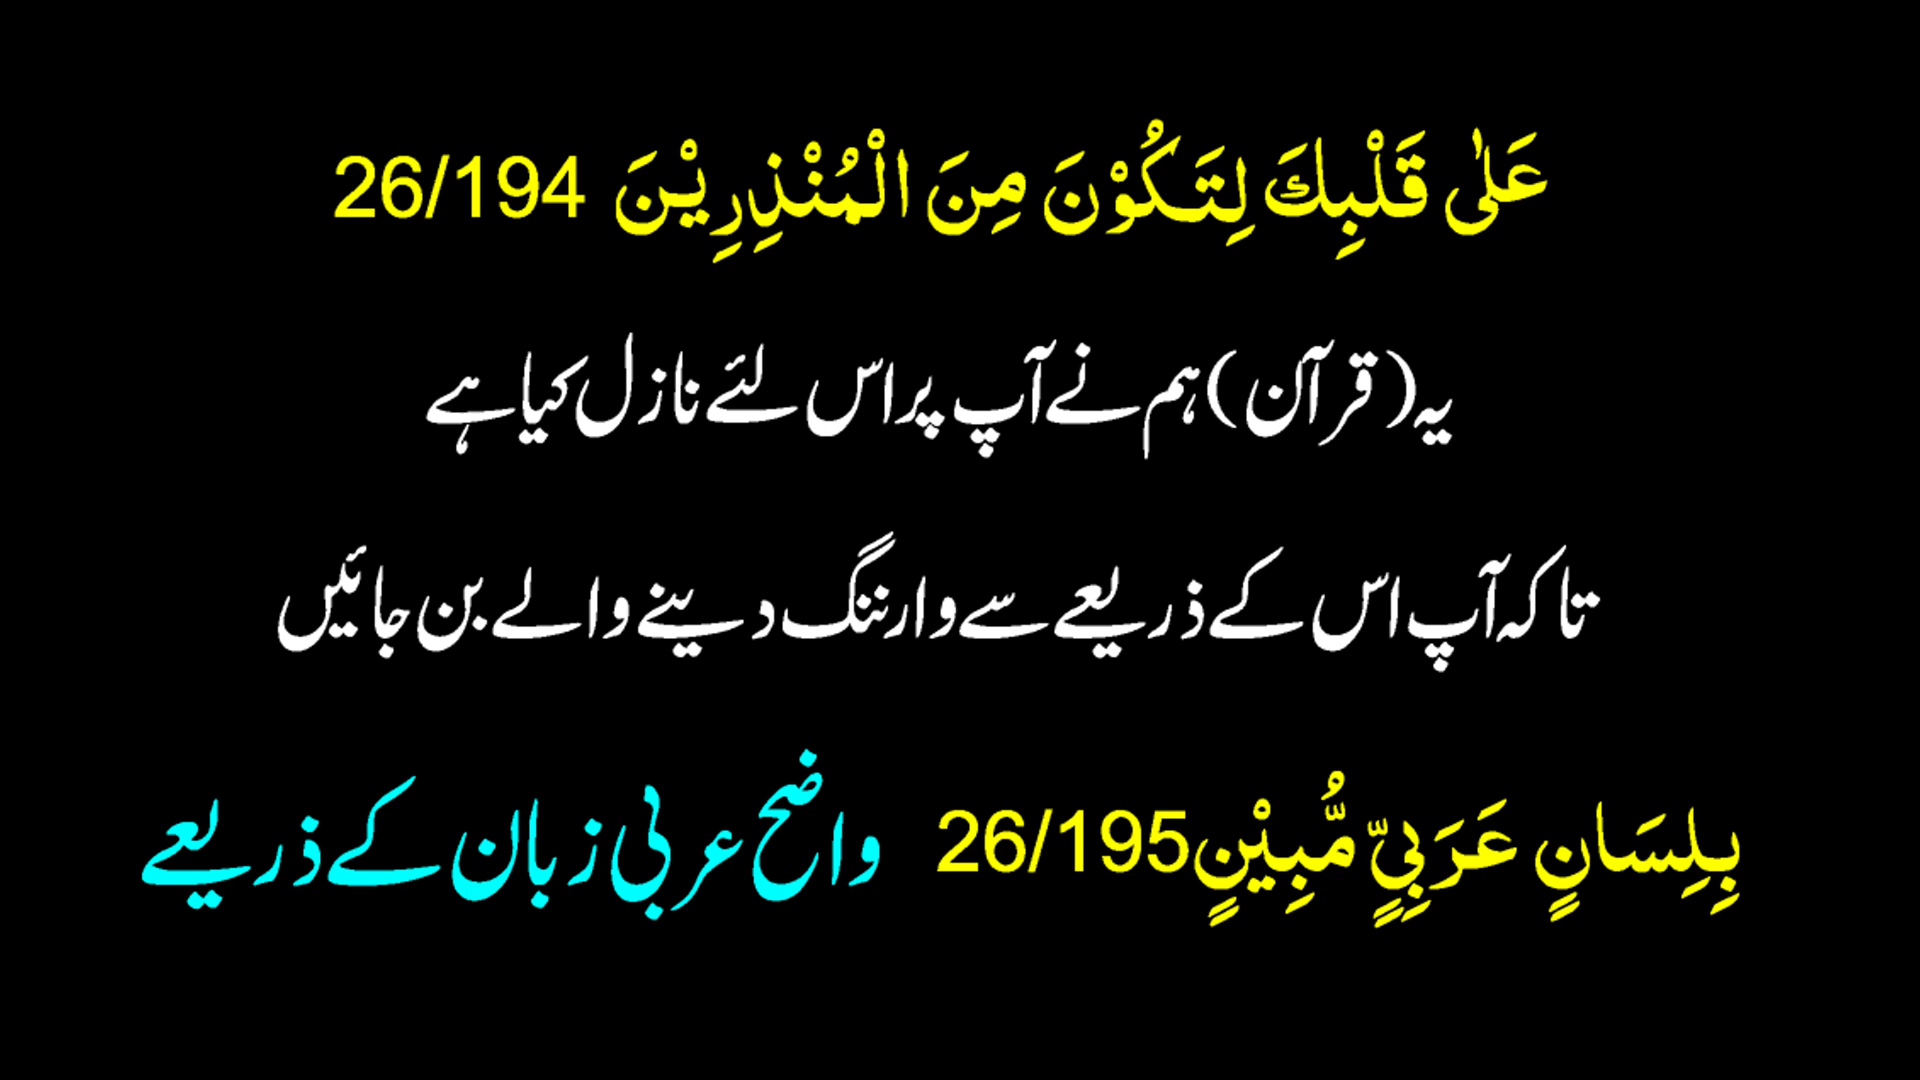 عَلٰى قَلْبِكَ لِتَكُوْنَ مِنَ الْمُنْذِرِيْنَ 26/194
یہ (قرآن) ہم نے آپ پر اس لئے نازل کیا ہے
تاکہ آپ اس کے ذریعے سے وارننگ دینے والے بن جائیں
بِلِسَانٍ عَرَبِيٍّ مُّبِيْنٍ 26/195 واضح عربی زبان کے ذریعے